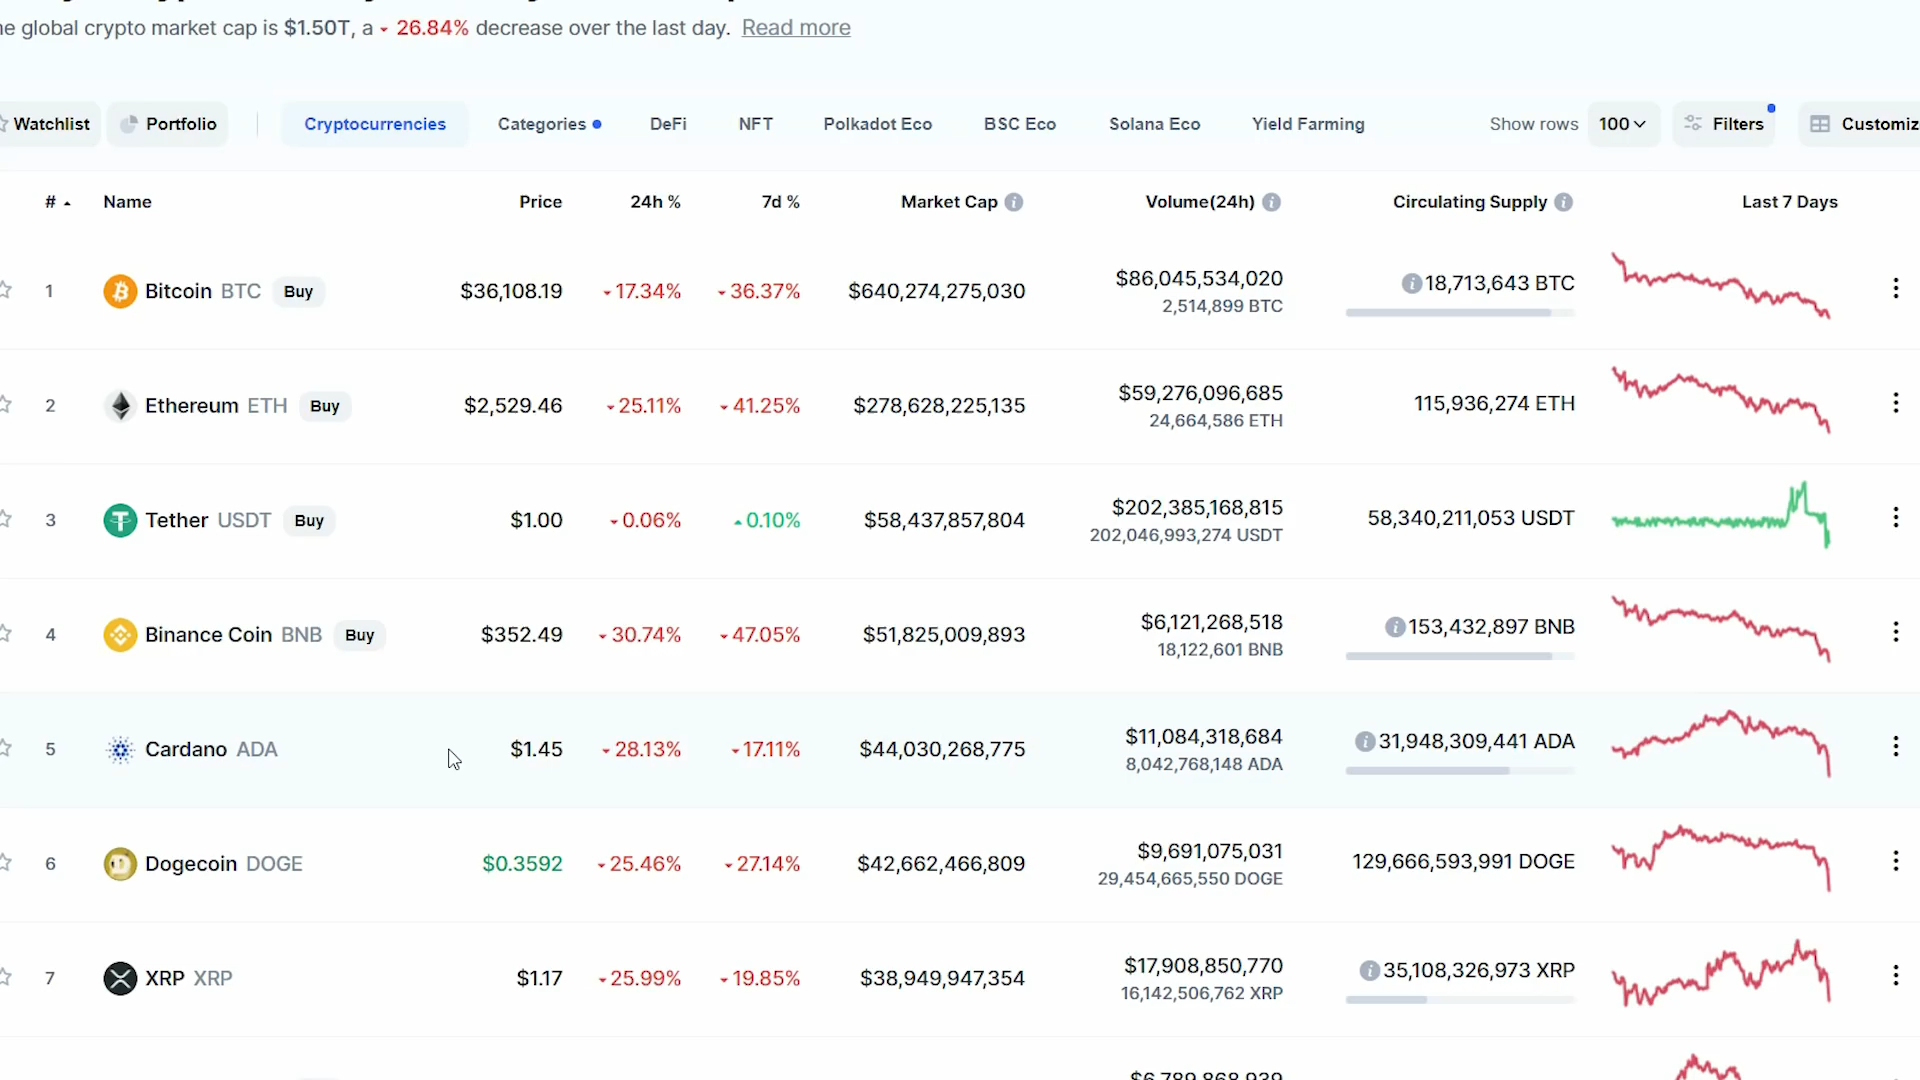 he global crypto market cap is $1.50T, a 26.84% decrease over the last day. Read more
Watchlist Portfolio Cryptocurrencies Categories DeFi NFT Polkadot Eco BSC Eco Solana Eco Yield Farming Show rows 100 Filters Customiz
# Name Price 24h % 7d % Market Cap Volume(24h) Circulating Supply Last 7 Days
1 Bitcoin BTC Buy $36,108.19 17.34% 36.37% $640,274,275,030 $86,045,534,020 18,713,643 BTC
2,514,899 BTC
2 Ethereum ETH Buy $2,529.46 25.11% 41.25% $278,628,225,135 $59,276,096,685 115,936,274 ETH
24,664,586 ETH
3 Tether USDT Buy $1.00 0.06% 0.10% $58,437,857,804 $202,385,168,815 58,340,211,053 USDT
202,046,993,274 USDT
4 Binance Coin BNB Buy $352.49 30.74% 47.05% $51,825,009,893 $6,121,268,518 153,432,897 BNB
18,122,601 BNB
5 Cardano ADA $1.45 28.13% 17.11% $44,030,268,775 $11,084,318,684 31,948,309,441 ADA
8,042,768,148 ADA
6 Dogecoin DOGE $0.3592 25.46% 27.14% $42,662,466,809 $9,691,075,031 129,666,593,991 DOGE
29,454,665,550 DOGE
7 XRP XRP $1.17 25.99% 19.85% $38,949,947,354 $17,908,850,770 35,108,326,973 XRP
16,142,506,762 XRP
$6,789,868,939